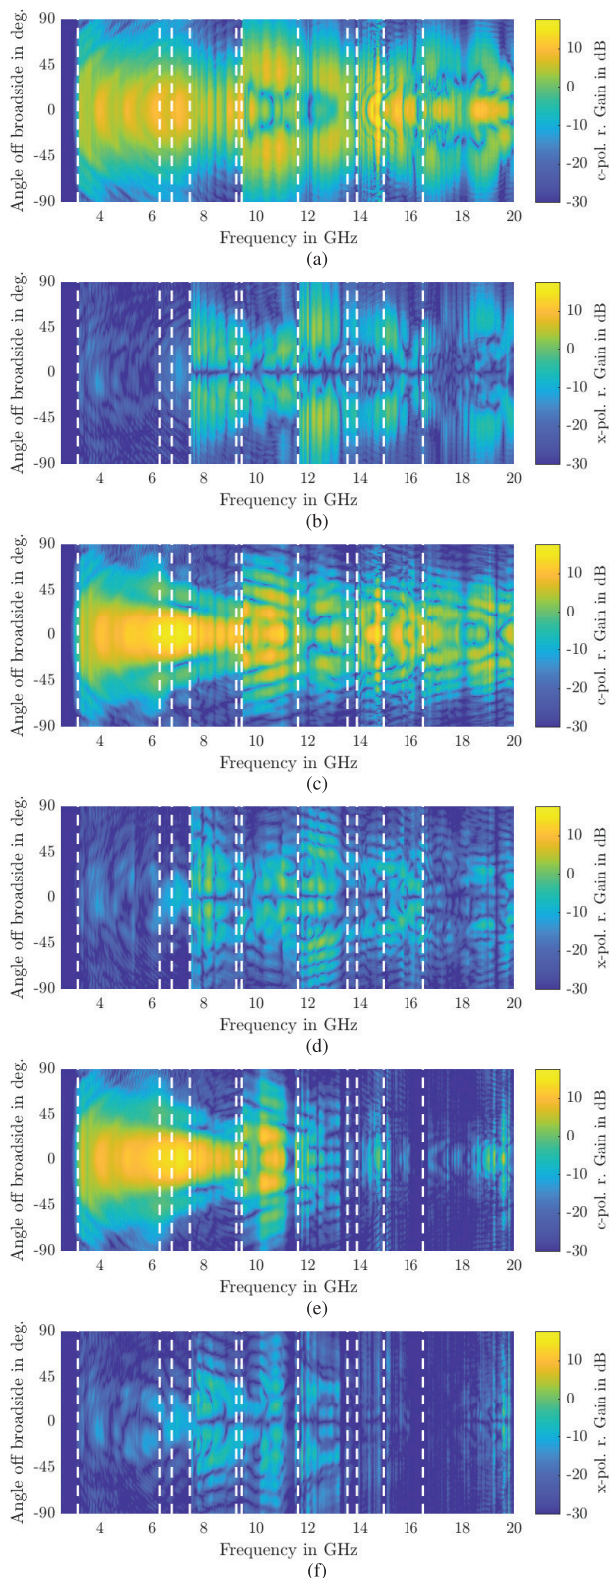 90
45
0
-45
-90
Angle off broadside in deg.
4 6 8 10 12 14 16 18 20
Frequency in GHz
10
0
-10
-20
-30
c-pol. r. Gain in dB
(a)
90
45
0
-45
-90
Angle off broadside in deg.
4 6 8 10 12 14 16 18 20
Frequency in GHz
10
0
-10
-20
-30
x-pol. r. Gain in dB
(b)
90
45
0
-45
-90
Angle off broadside in deg.
4 6 8 10 12 14 16 18 20
Frequency in GHz
10
0
-10
-20
-30
c-pol. r. Gain in dB
(c)
90
45
0
-45
-90
Angle off broadside in deg.
4 6 8 10 12 14 16 18 20
Frequency in GHz
10
0
-10
-20
-30
x-pol. r. Gain in dB
(d)
90
45
0
-45
-90
Angle off broadside in deg.
4 6 8 10 12 14 16 18 20
Frequency in GHz
10
0
-10
-20
-30
c-pol. r. Gain in dB
(e)
90
45
0
-45
-90
Angle off broadside in deg.
4 6 8 10 12 14 16 18 20
Frequency in GHz
10
0
-10
-20
-30
x-pol. r. Gain in dB
(f)